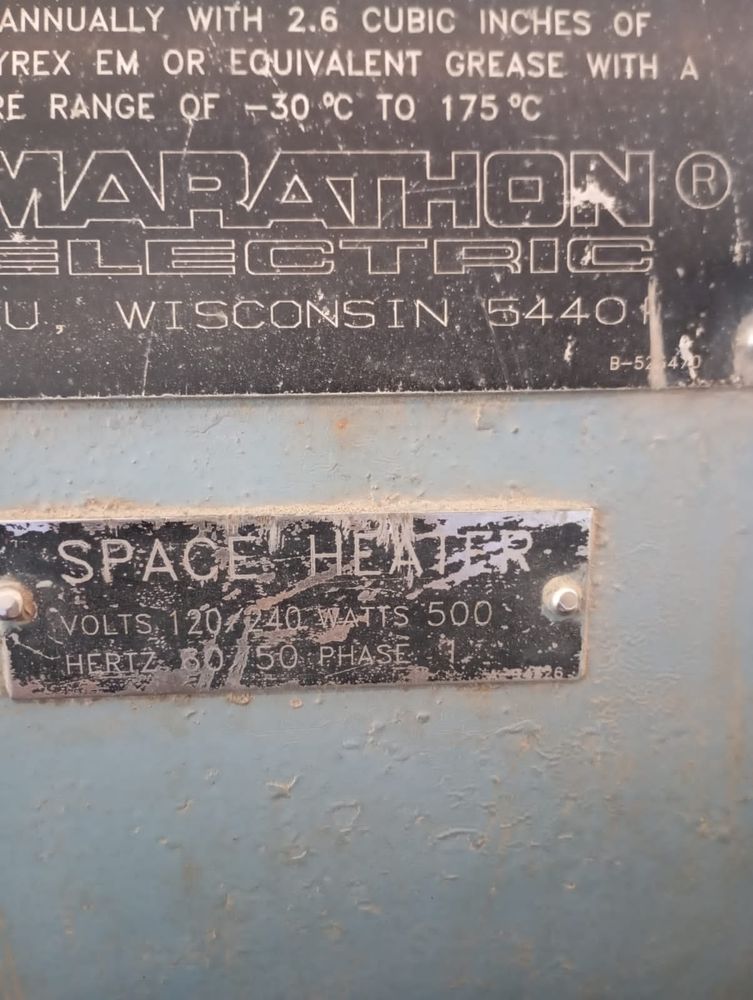 ANNUALLY WITH 2.6 CUBIC INCHES OF
YREX EM OR EQUIVALENT GREASE WITH A
RE RANGE OF -30 °C TO 175 °C
MARATHON ®
ELECTRIC
U, WISCONSIN 54401
SPACE HEATER
VOLTS 120/240 WATTS 500
HERTZ 60/50 PHASE 1